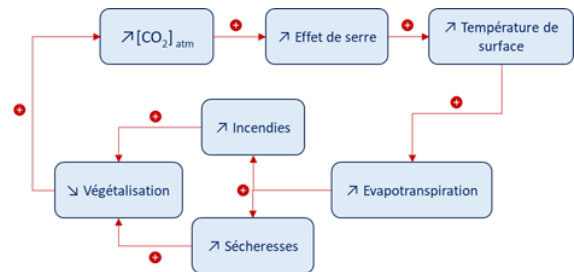 ↗ [CO₂] atm
+
↗ Effet de serre
+
↗ Température de
surface
+
+
↗ Incendies
+
↘ Végétalisation
+
↗ Evapotranspiration
↗ Sécheresses
+